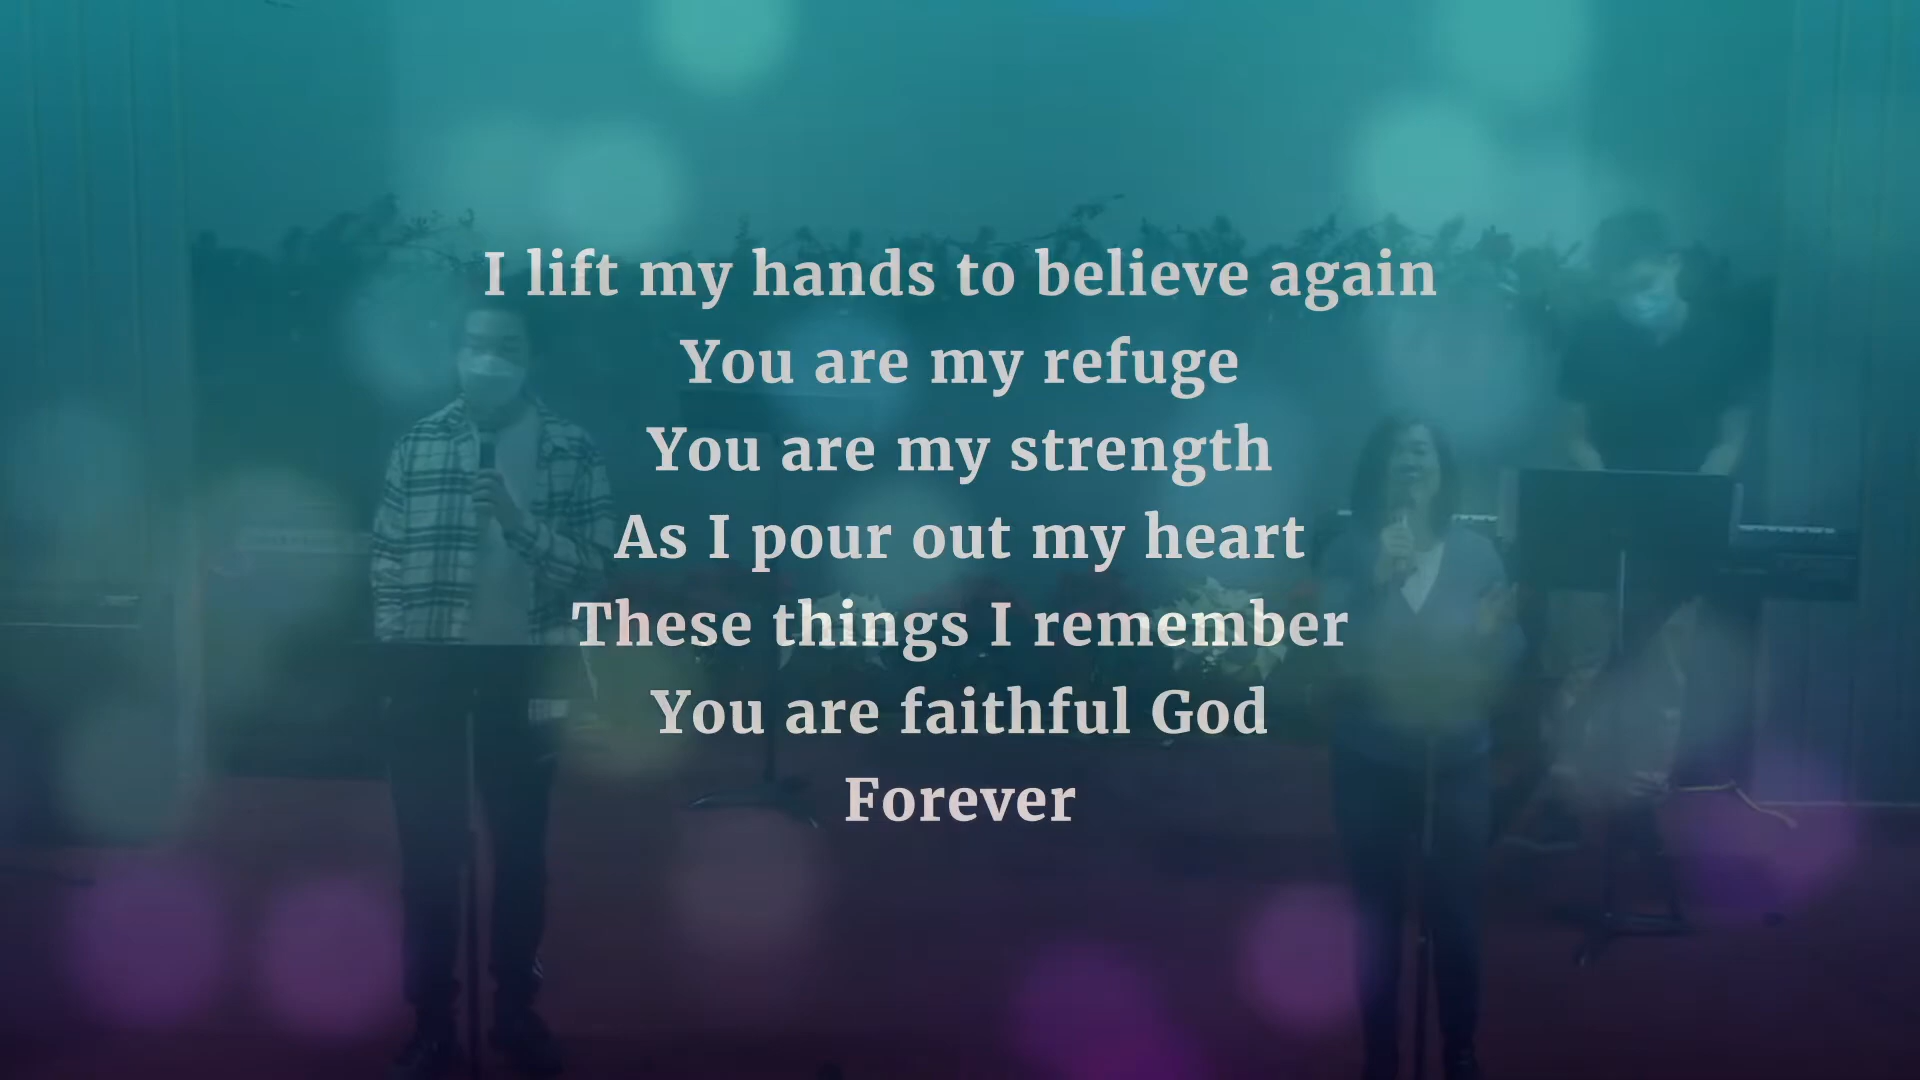 I lift my hands to believe again
You are my refuge
You are my strength
As I pour out my heart
These things I remember
You are faithful God
Forever